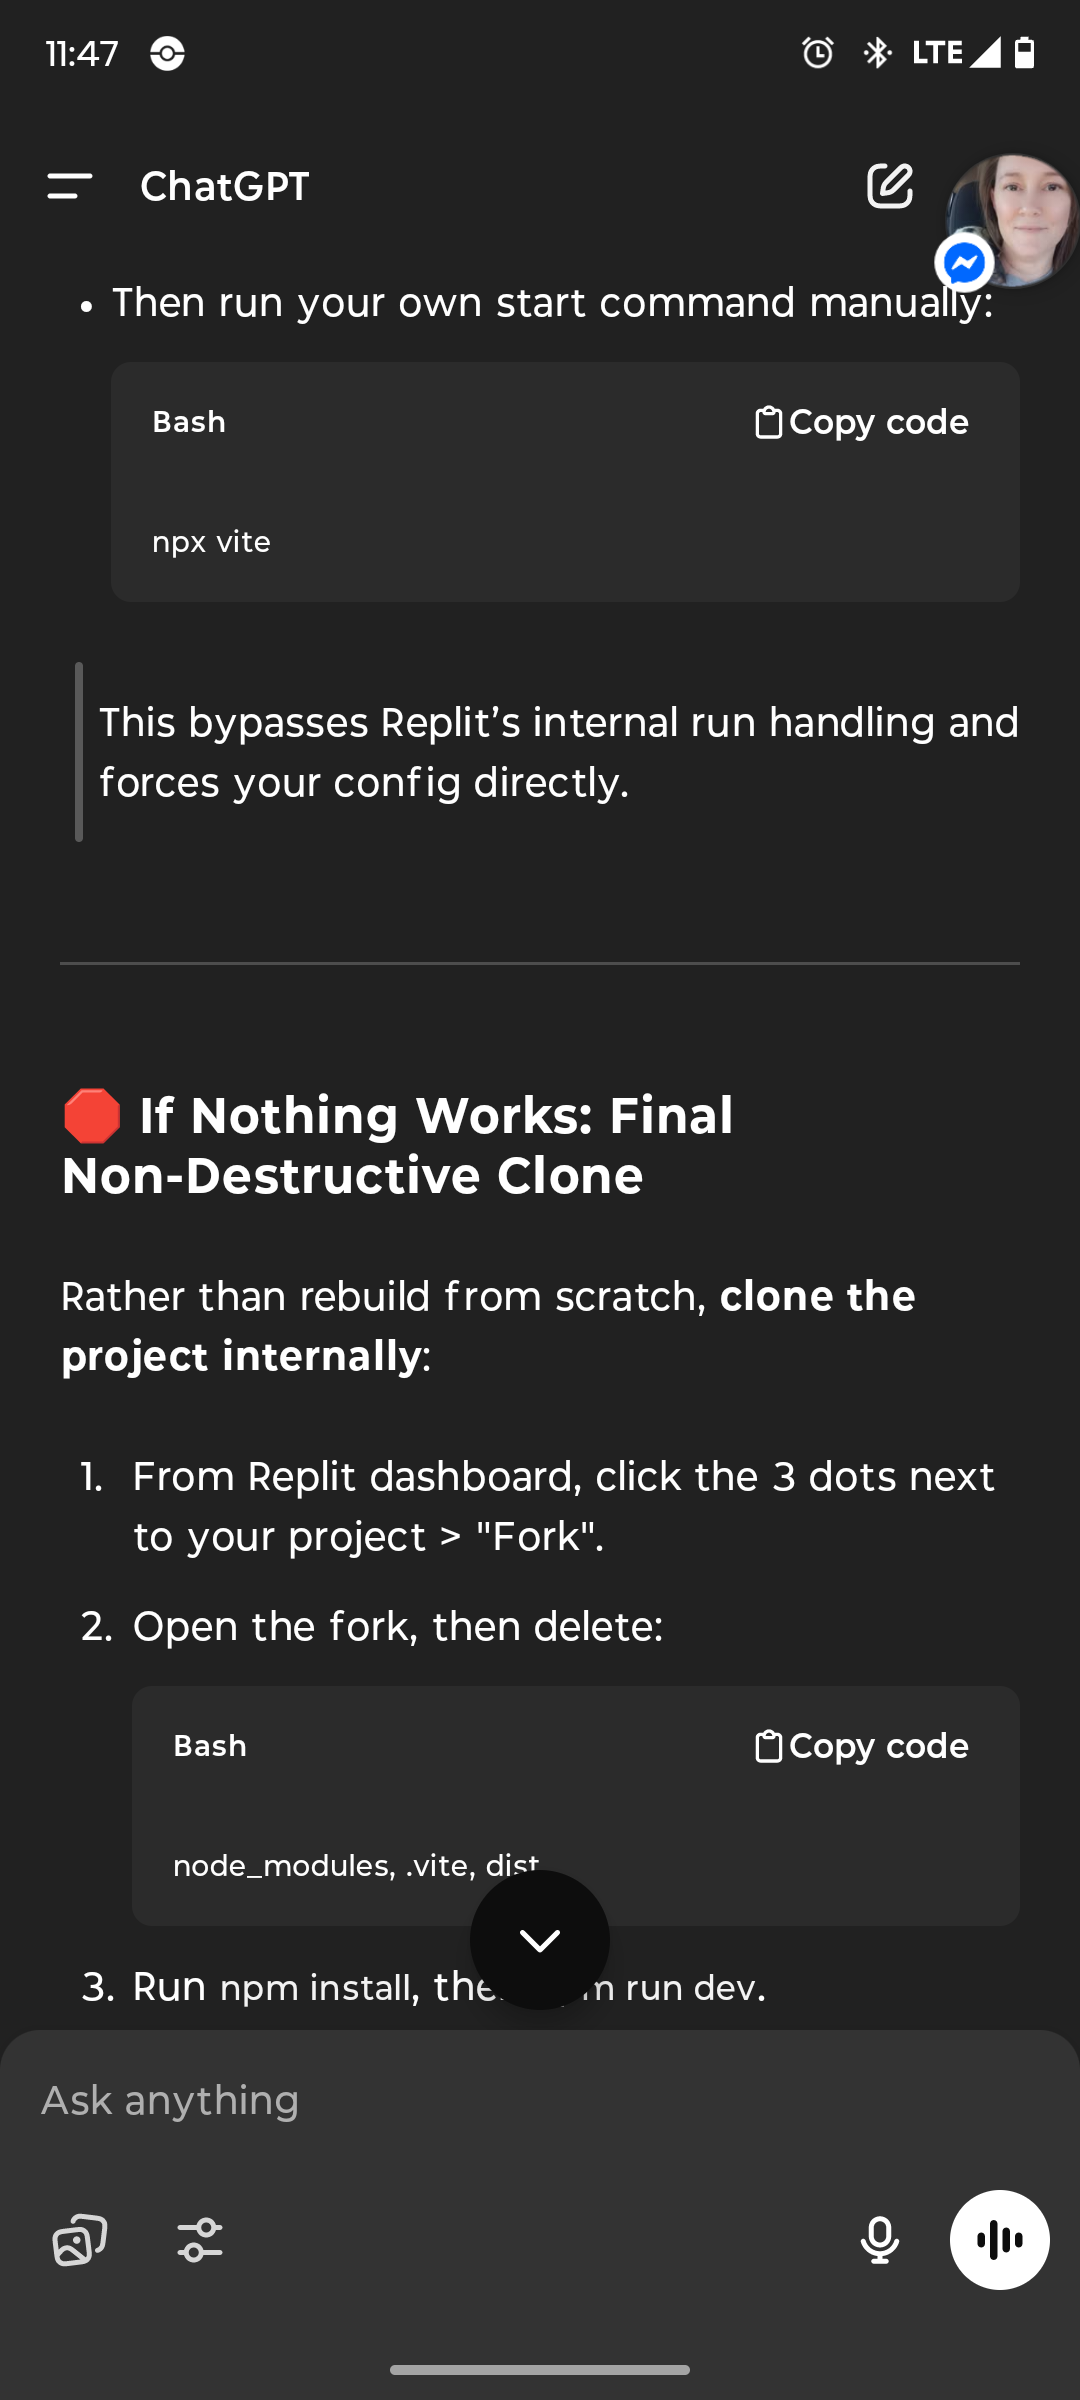 11:47
LTE
ChatGPT
• Then run your own start command manually:
Bash
Copy code
npx vite
This bypasses Replit’s internal run handling and
forces your config directly.
🛑 If Nothing Works: Final
Non-Destructive Clone
Rather than rebuild from scratch, clone the
project internally:
1. From Replit dashboard, click the 3 dots next
to your project > "Fork".
2. Open the fork, then delete:
Bash
Copy code
node_modules, .vite, dist
3. Run npm install, run dev.
Ask anything